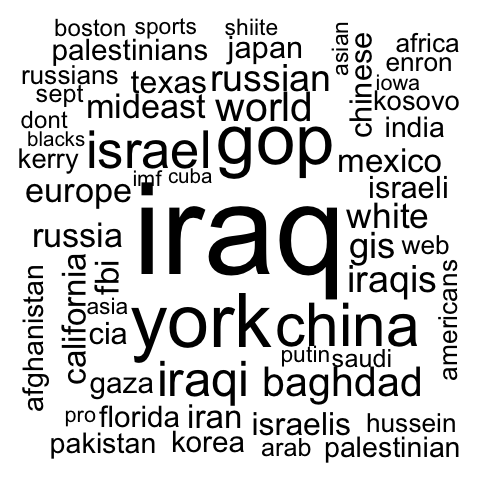 boston sports shiite asian africa
palestinians japan chinese enron
russians texas russian iowa
sept mideast world kosovo
dont israel gop india
blacks mexico
kerry imf cuba israeli
europe iraq white
russia fbi gis web
california iraqis americans
afghanistan asia york china
cia putin saudi
gaza iraqi baghdad
pro florida iran israelis hussein
pakistan korea arab palestinian